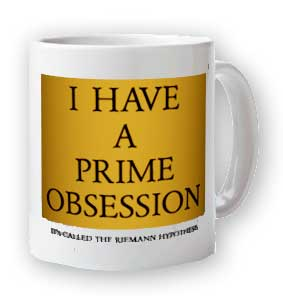 I HAVE
A
PRIME
OBSESSION
IT'S CALLED THE RIEMANN HYPOTHESIS